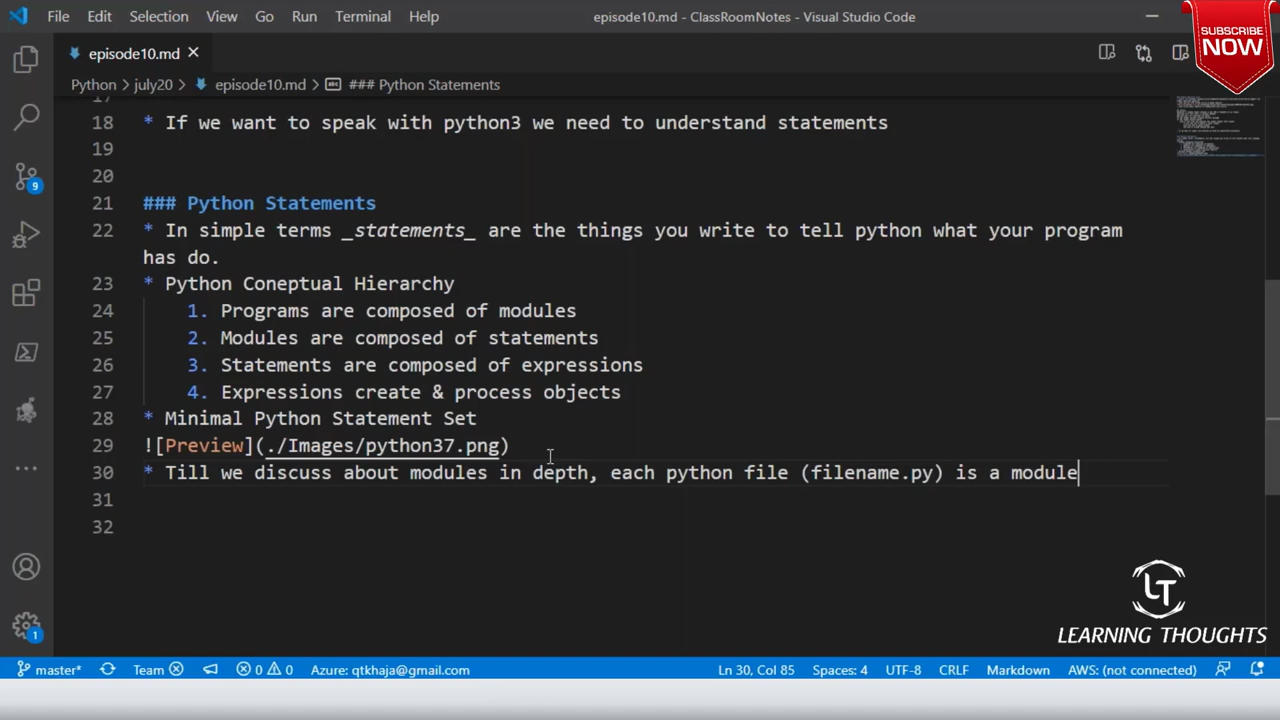 File Edit Selection View Go Run Terminal Help episode10.md - ClassRoomNotes - Visual Studio Code
SUBSCRIBE
NOW
episode10.md
Python > july20 > episode10.md > ### Python Statements
18 * If we want to speak with python, we need to understand statements
19
20
21 ### Python Statements
22 * In simple terms _statements_ are the things you write to tell python what your program
has do.
23 * Python Coneptual Hierarchy
24 1. Programs are composed of modules
25 2. Modules are composed of statements
26 3. Statements are composed of expressions
27 4. Expressions create & process objects
28 * Minimal Python Statement Set
29 ![Preview](./Images/python37.png)
30 * Till we discuss about modules in depth, each python file (filename.py) is a module
31
32
9
1
LT
LEARNING THOUGHTS
master* Team 0 0 Azure: qtkhaja@gmail.com Ln 30, Col 85 Spaces: 4 UTF-8 CRLF Markdown AWS: (not connected)